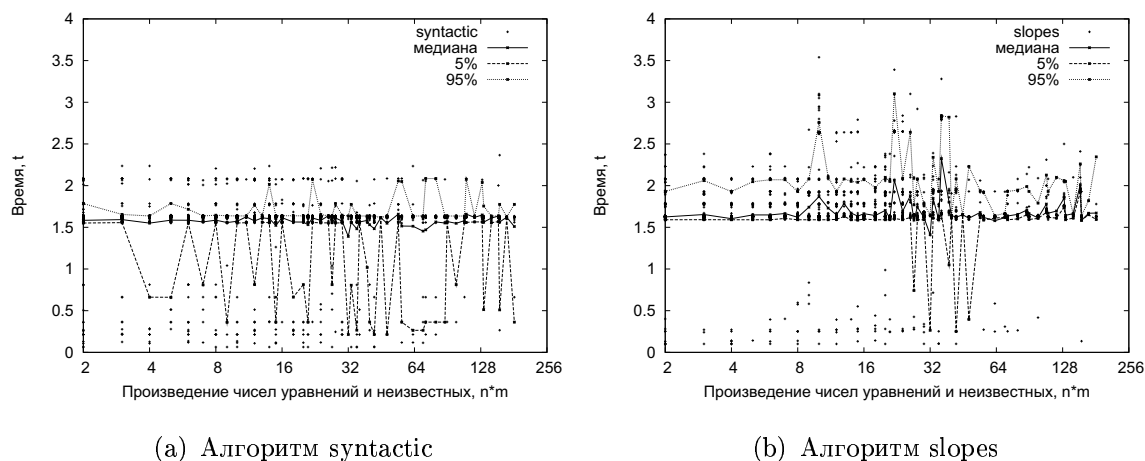 4
3.5
3
2.5
2
1.5
1
0.5
0
Время, t
syntactic
медиана
5%
95%
2 4 8 16 32 64 128 256
Произведение чисел уравнений и неизвестных, n*m
(a) Алгоритм syntactic
4
3.5
3
2.5
2
1.5
1
0.5
0
Время, t
slopes
медиана
5%
95%
2 4 8 16 32 64 128 256
Произведение чисел уравнений и неизвестных, n*m
(b) Алгоритм slopes